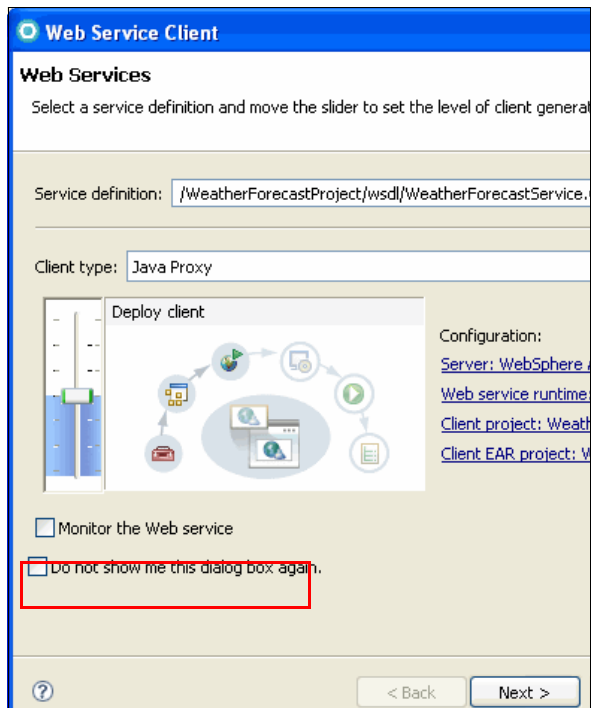 Web Service Client
Web Services
Select a service definition and move the slider to set the level of client generat
Service definition: /WeatherForecastProject/wsdl/WeatherForecastService.
Client type: Java Proxy
Deploy client
Configuration:
Server: WebSphere
Web service runtime:
Client project: Weath
Client EAR project: W
Monitor the Web service
Do not show me this dialog box again.
< Back
Next >